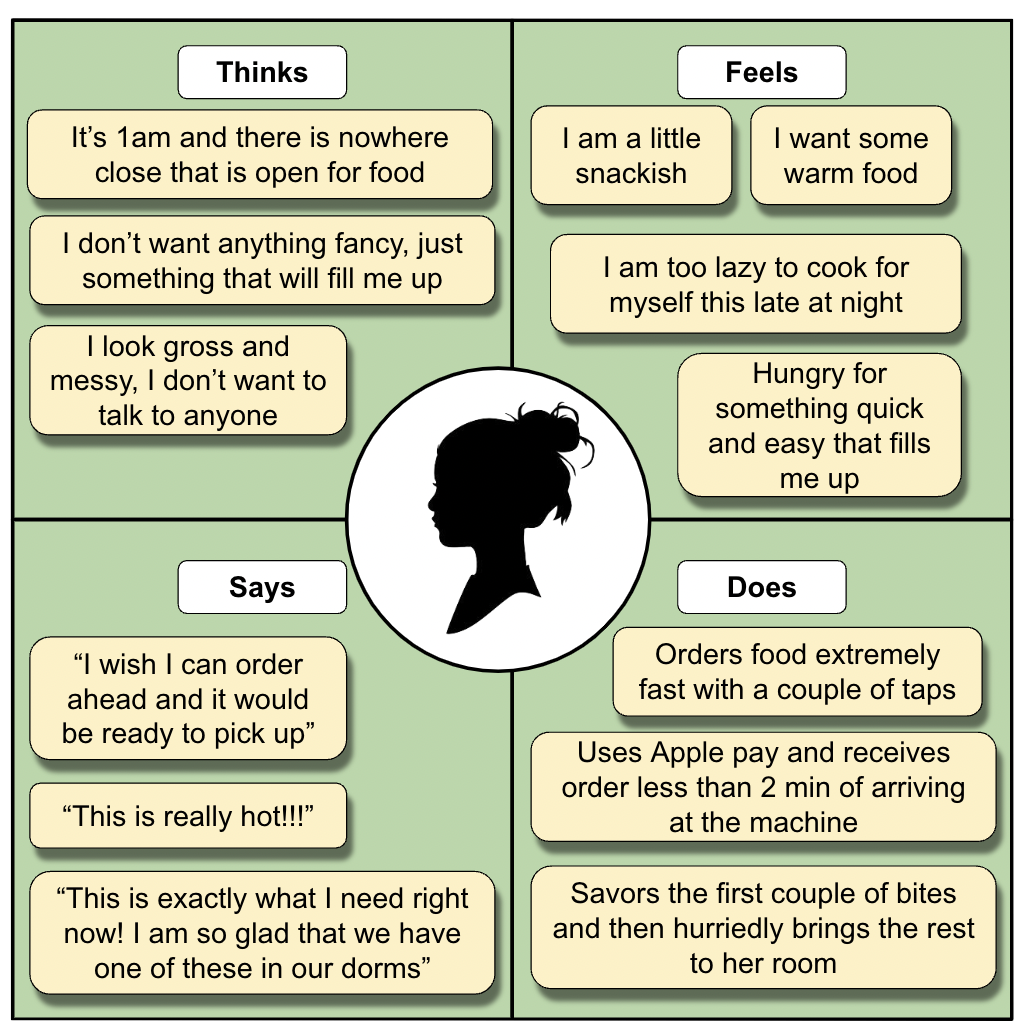 Thinks
It’s 1am and there is nowhere
close that is open for food
I don’t want anything fancy, just
something that will fill me up
I look gross and
messy, I don’t want to
talk to anyone
Feels
I am a little
snackish
I want some
warm food
I am too lazy to cook for
myself this late at night
Hungry for
something quick
and easy that fills
me up
Says
“I wish I can order
ahead and it would
be ready to pick up”
“This is really hot!!!”
“This is exactly what I need right
now! I am so glad that we have
one of these in our dorms”
Does
Orders food extremely
fast with a couple of taps
Uses Apple pay and receives
order less than 2 min of arriving
at the machine
Savors the first couple of bites
and then hurriedly brings the rest
to her room